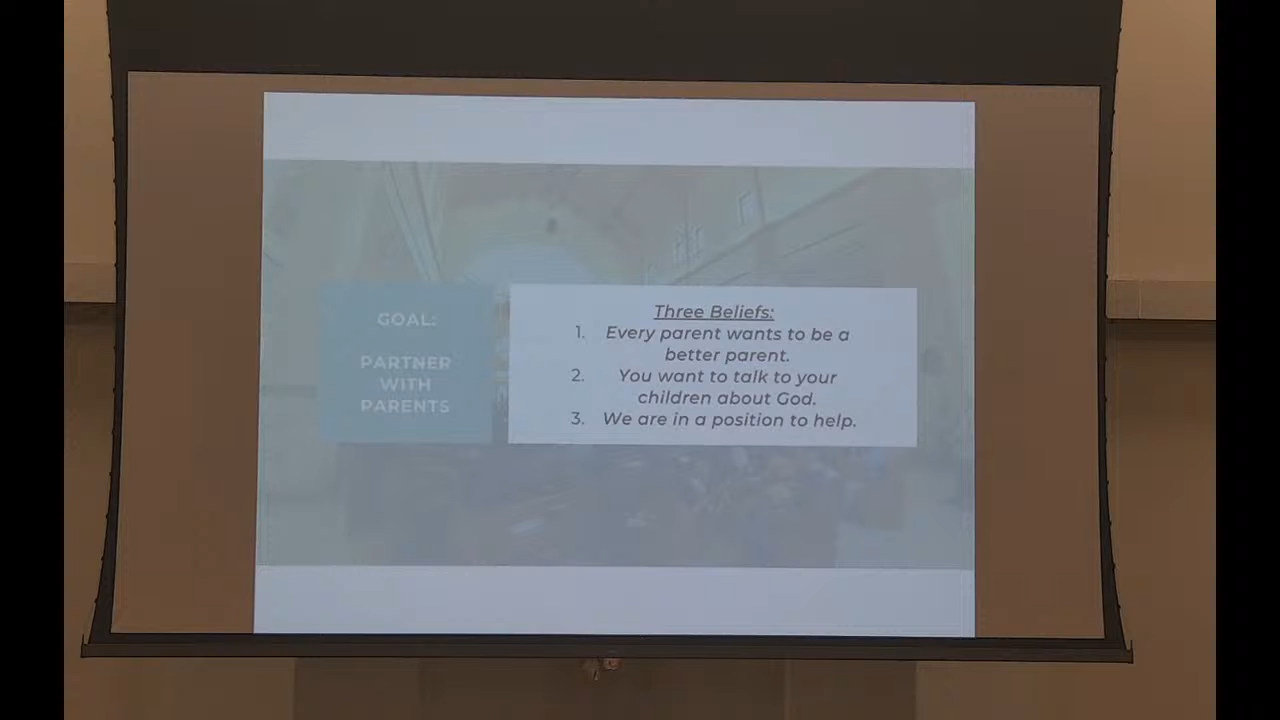 GOAL:
PARTNER
WITH
PARENTS
Three Beliefs:
1. Every parent wants to be a
better parent.
2. You want to talk to your
children about God.
3. We are in a position to help.